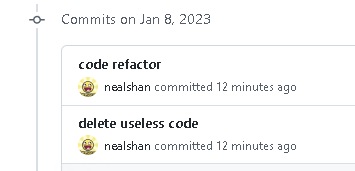 Commits on Jan 8, 2023
code refactor
nealshan committed 12 minutes ago
delete useless code
nealshan committed 12 minutes ago